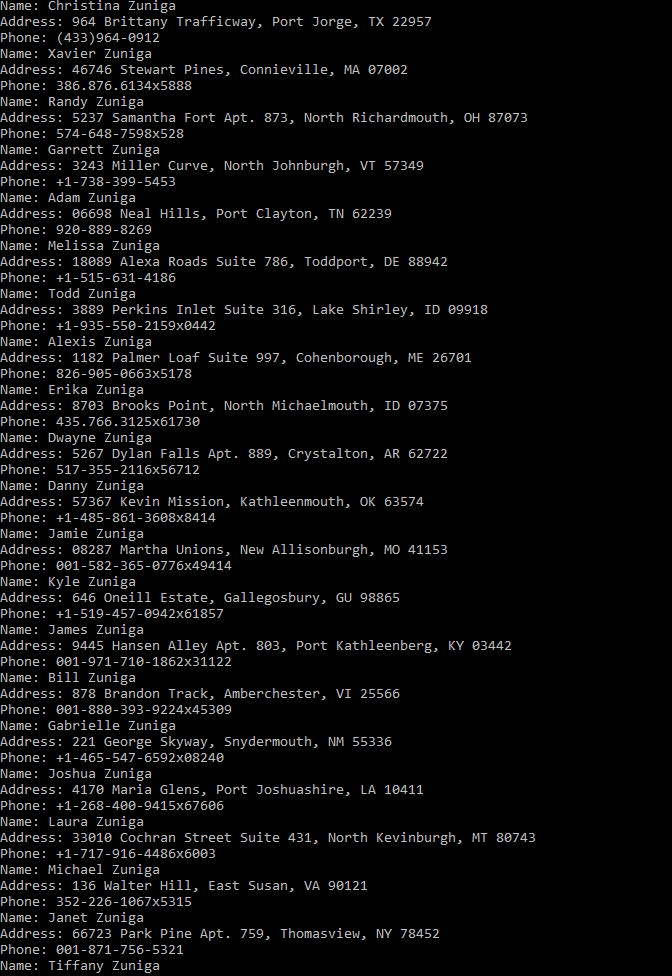 Name: Christina Zuniga
Address: 964 Brittany Trafficway, Port Jorge, TX 22957
Phone: (433)964-0912
Name: Xavier Zuniga
Address: 46746 Stewart Pines, Connieville, MA 07002
Phone: 386.876.6134x5888
Name: Randy Zuniga
Address: 5237 Samantha Fort Apt. 873, North Richardmouth, OH 87073
Phone: 574-648-7598x528
Name: Garrett Zuniga
Address: 3243 Miller Curve, North Johnburgh, VT 57349
Phone: +1-738-399-5453
Name: Adam Zuniga
Address: 06698 Neal Hills, Port Clayton, TN 62239
Phone: 920-889-8269
Name: Melissa Zuniga
Address: 18089 Alexa Roads Suite 786, Toddport, DE 88942
Phone: +1-515-631-4186
Name: Todd Zuniga
Address: 3889 Perkins Inlet Suite 316, Lake Shirley, ID 09918
Phone: +1-935-550-2159x0442
Name: Alexis Zuniga
Address: 1182 Palmer Loaf Suite 997, Cohenborough, ME 26701
Phone: 826-905-0663x5178
Name: Erika Zuniga
Address: 8703 Brooks Point, North Michaelmouth, ID 07375
Phone: 435.766.3125x61730
Name: Dwayne Zuniga
Address: 5267 Dylan Falls Apt. 889, Crystalton, AR 62722
Phone: 517-355-2116x56712
Name: Danny Zuniga
Address: 57367 Kevin Mission, Kathleenmouth, OK 63574
Phone: +1-485-861-3608x8414
Name: Jamie Zuniga
Address: 08287 Martha Unions, New Allisonburgh, MO 41153
Phone: 001-582-365-0776x49414
Name: Kyle Zuniga
Address: 646 Oneill Estate, Gallegosbury, GU 98865
Phone: +1-519-457-0942x61857
Name: James Zuniga
Address: 9445 Hansen Alley Apt. 803, Port Kathleenberg, KY 03442
Phone: 001-971-710-1862x31122
Name: Bill Zuniga
Address: 878 Brandon Track, Amberchester, VI 25566
Phone: 001-880-393-9224x45309
Name: Gabrielle Zuniga
Address: 221 George Skyway, Snydermouth, NM 55336
Phone: +1-465-547-6592x08240
Name: Joshua Zuniga
Address: 4170 Maria Glens, Port Joshuashire, LA 10411
Phone: +1-268-400-9415x67606
Name: Laura Zuniga
Address: 33010 Cochran Street Suite 431, North Kevinburgh, MT 80743
Phone: +1-717-916-4486x6003
Name: Michael Zuniga
Address: 136 Walter Hill, East Susan, VA 90121
Phone: 352-226-1067x5315
Name: Janet Zuniga
Address: 66723 Park Pine Apt. 759, Thomasview, NY 78452
Phone: 001-871-756-5321
Name: Tiffany Zuniga